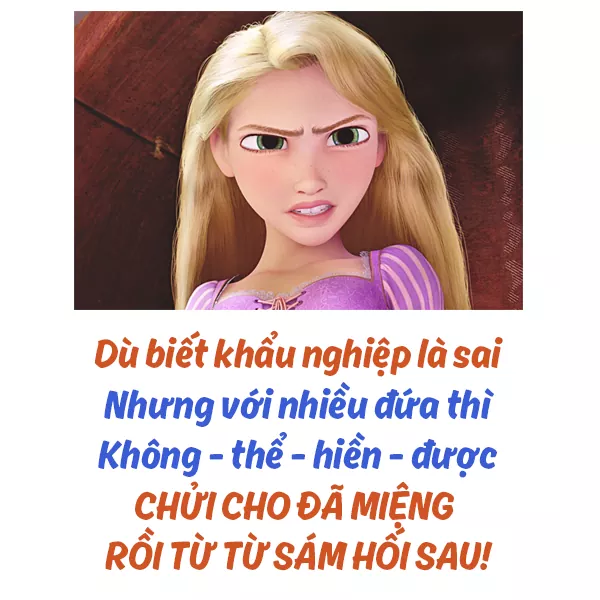 Dù biết khẩu nghiệp là sai
Nhưng với nhiều đứa thì
Không - thể - hiền - được
CHỬI CHO ĐÃ MIỆNG
RỒI TỪ TỪ SÁM HỐI SAU!